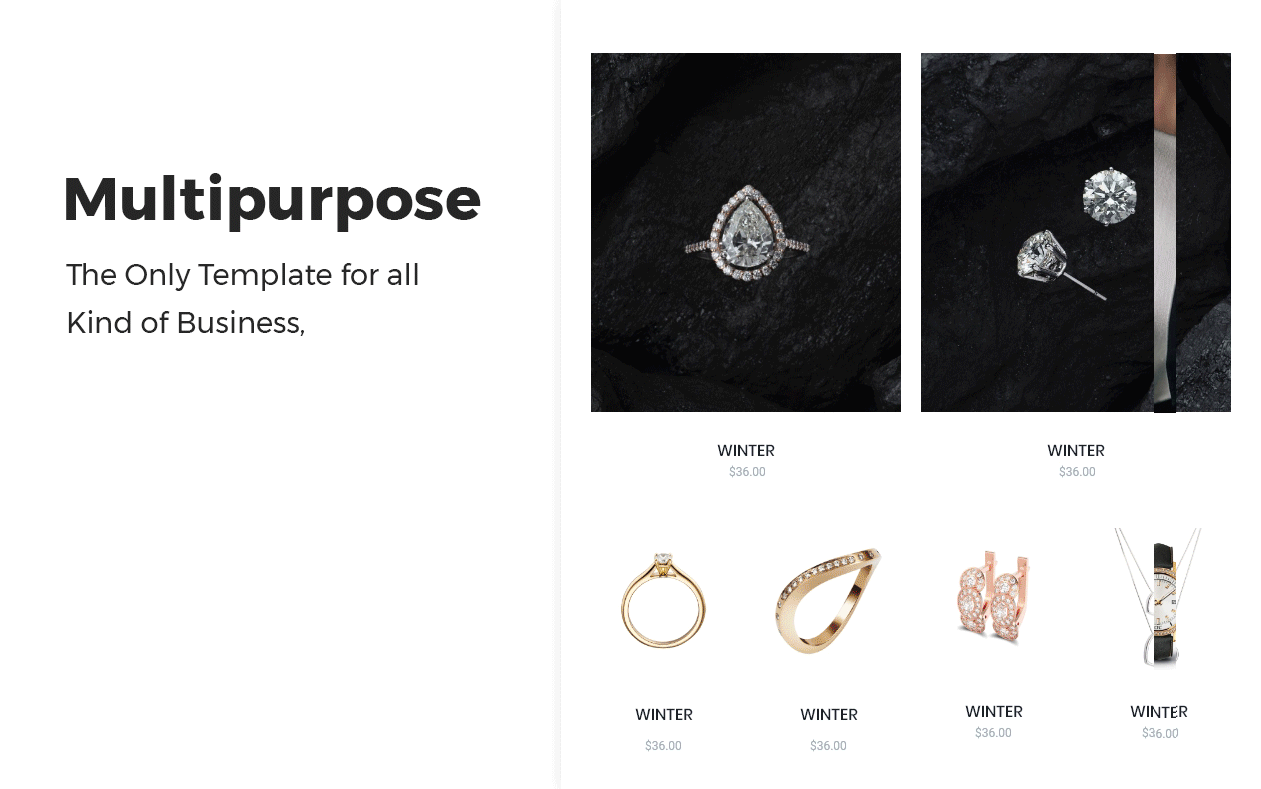 Multipurpose
The Only Template for all
Kind of Business,
WINTER
$36.00
WINTER
$36.00
WINTER
$36.00
WINTER
$36.00
WINTER
$36.00
WINTER
$36.00